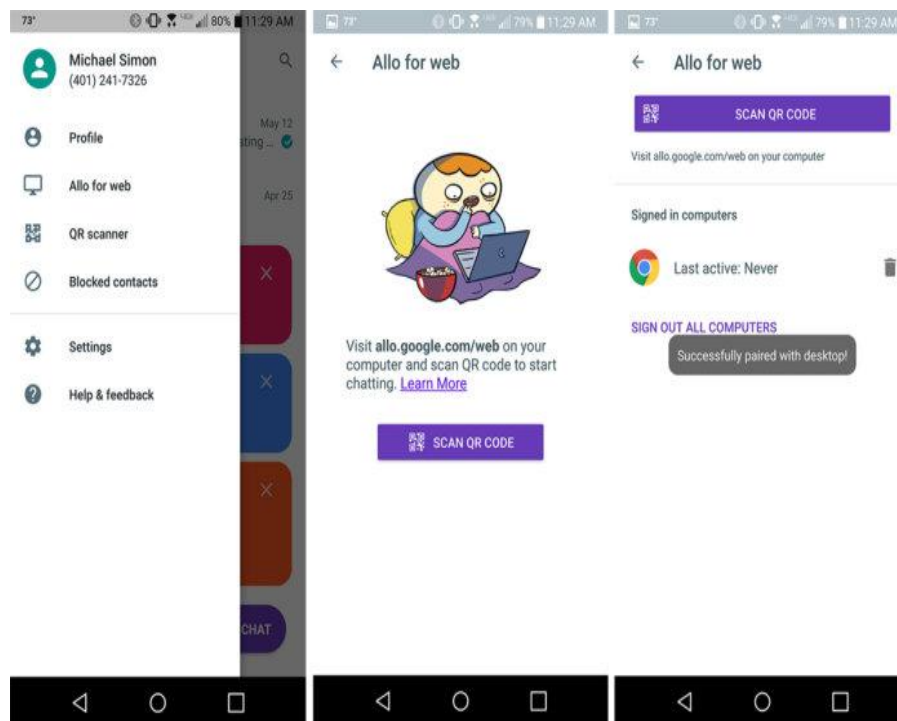 73°
80% 11:29 AM
Michael Simon
(401) 241-7326
Profile
Allo for web
QR scanner
Blocked contacts
Settings
Help & feedback
May 12
sting ...
Apr 25
CHAT
73°
79% 11:29 AM
Allo for web
Visit allo.google.com/web on your
computer and scan QR code to start
chatting. Learn More
SCAN QR CODE
73°
79% 11:29 AM
Allo for web
SCAN QR CODE
Visit allo.google.com/web on your computer
Signed in computers
Last active: Never
SIGN OUT ALL COMPUTERS
Successfully paired with desktop!